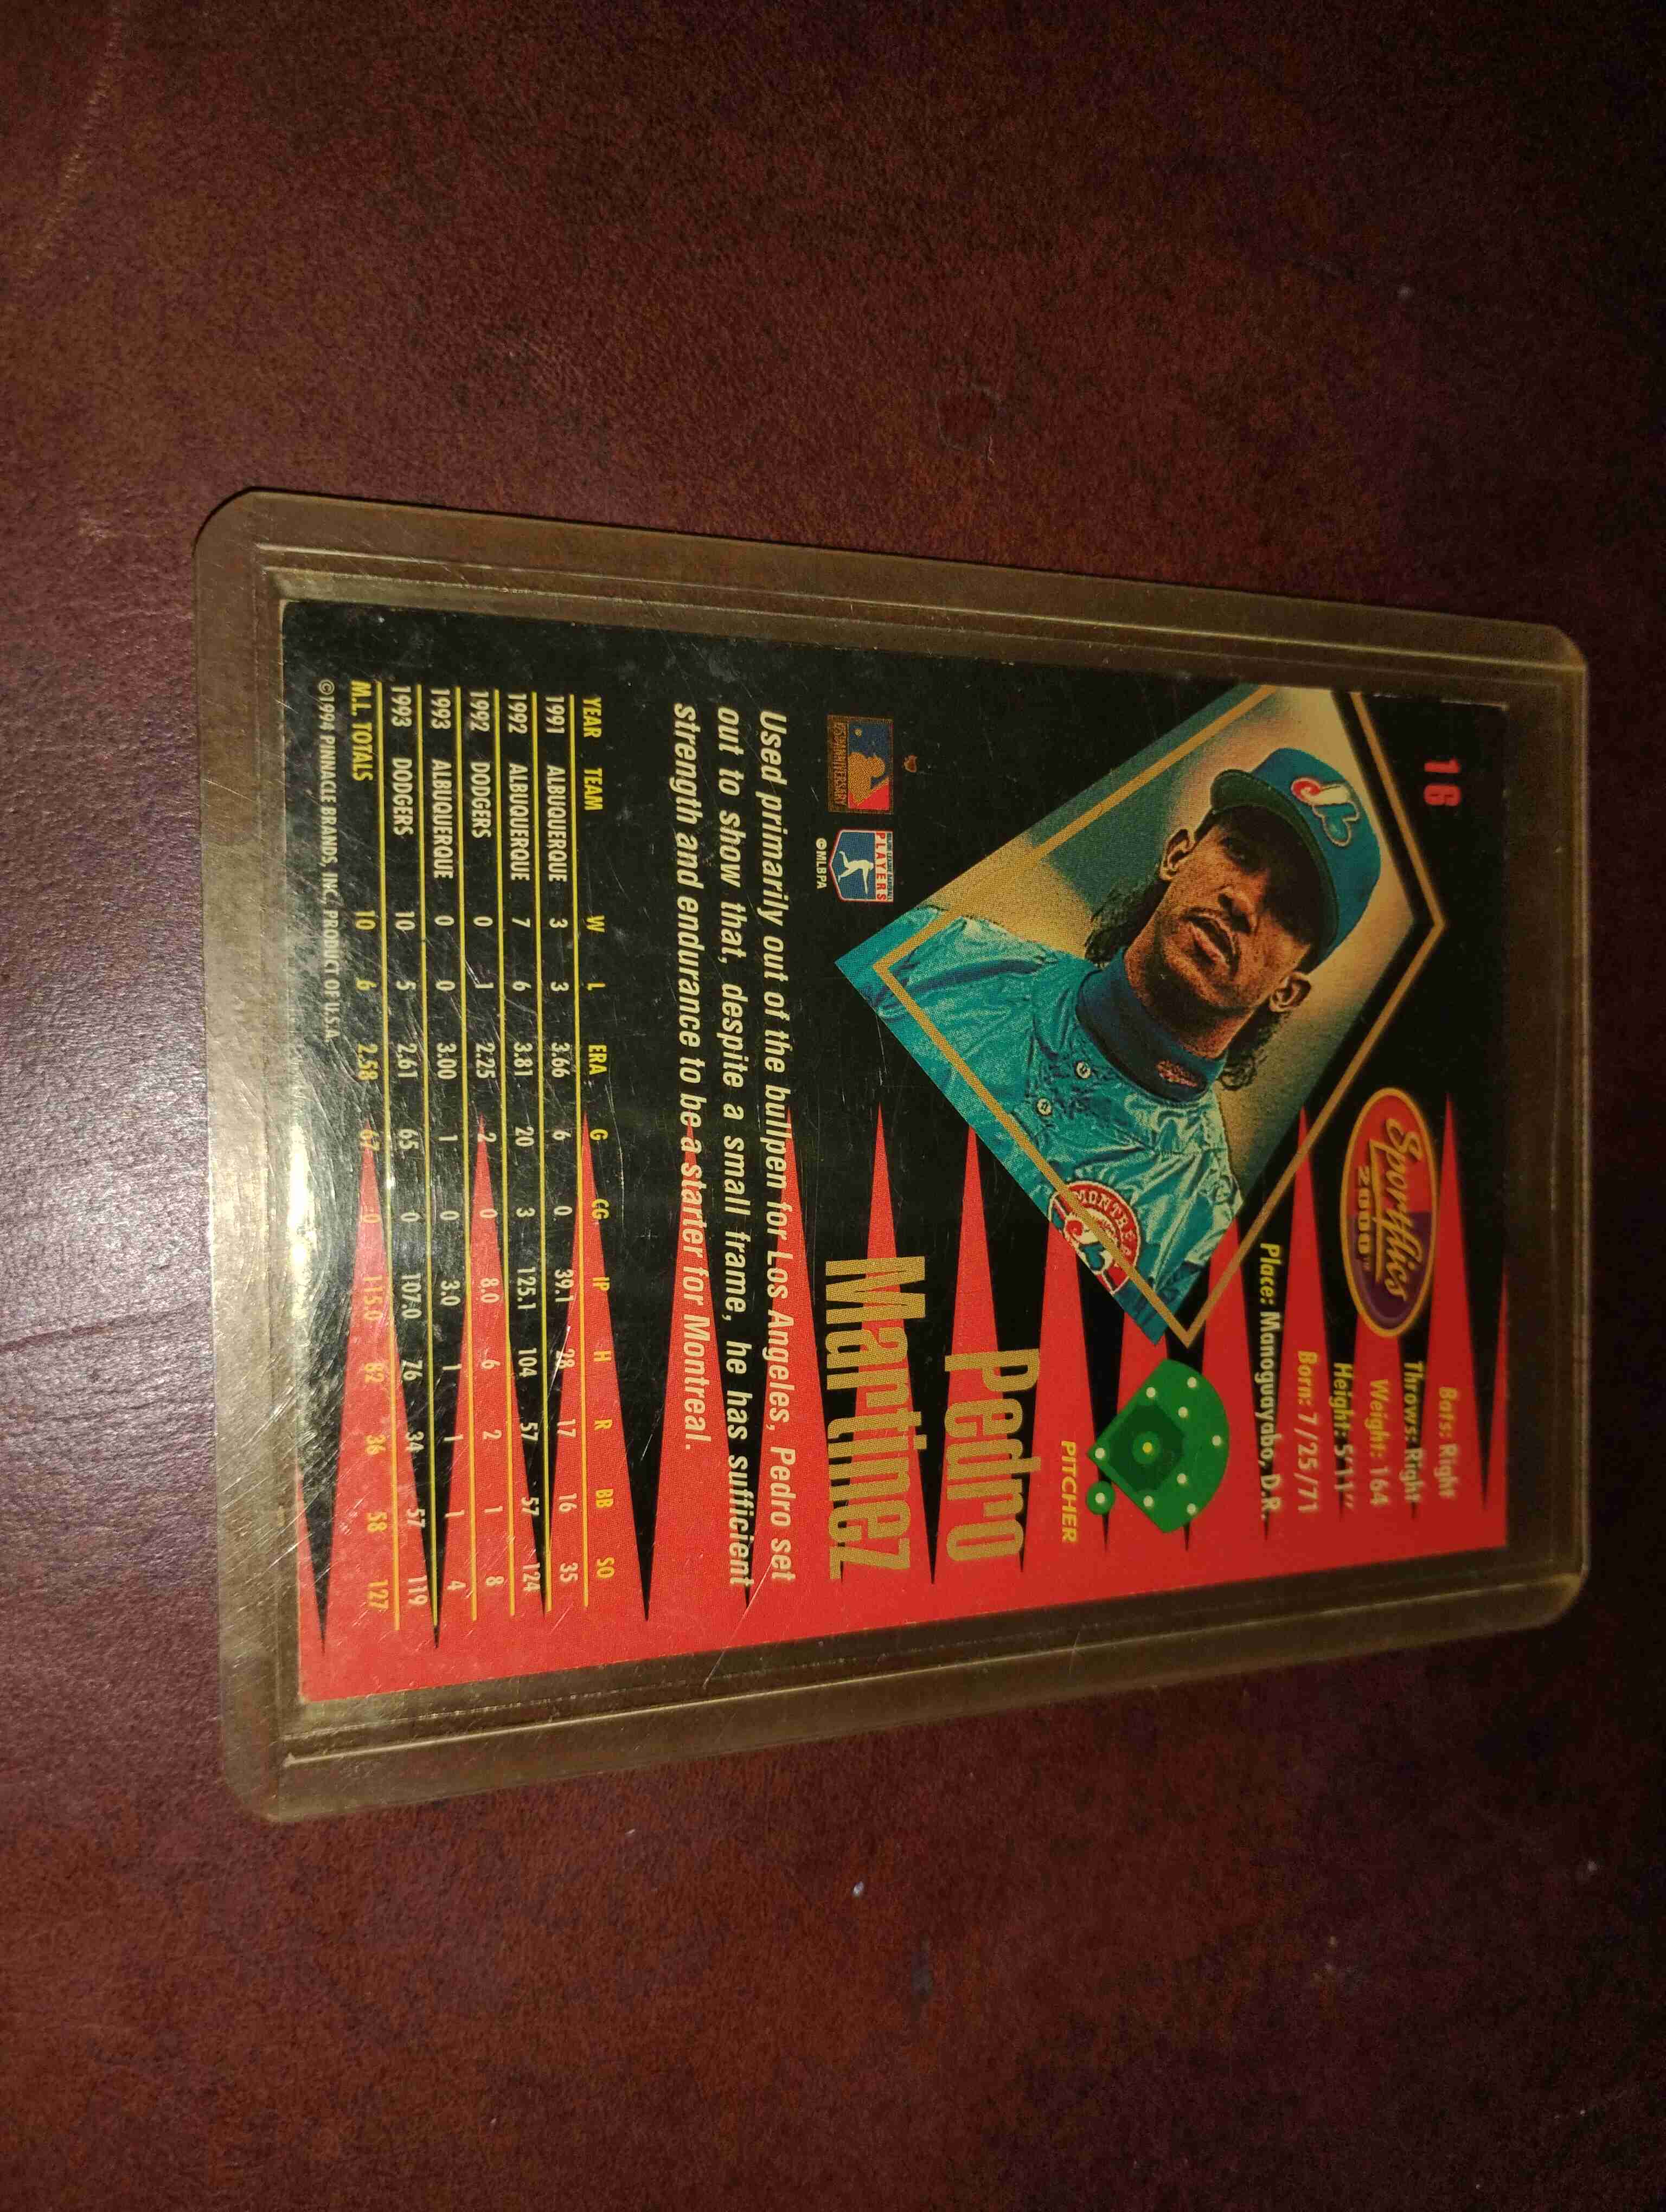 16
Sportflics
2000™
Bats: Right
Throws: Right
Weight: 164
Height: 5'11"
Born: 7/25/71
Place: Manoguayabo, D.R.
MONTRE
PITCHER
Pedro
Martinez
125TH ANNIVERSARY
PLAYERS
©MLBPA
Used primarily out of the bullpen for Los Angeles, Pedro set
out to show that, despite a small frame, he has sufficient
strength and endurance to be a starter for Montreal.
YEAR TEAM W L ERA G CG IP H R BB SO
1991 ALBUQUERQUE 3 3 3.66 6 0 39.1 28 17 16 35
1992 ALBUQUERQUE 7 6 3.81 20 3 125.1 104 57 57 124
1992 DODGERS 0 1 2.25 2 0 8.0 6 2 1 8
1993 ALBUQUERQUE 0 0 3.00 1 0 3.0 1 1 1 4
1993 DODGERS 10 5 2.61 65 0 107.0 76 34 57 119
M.L. TOTALS 10 6 2.58 67 0 115.0 82 36 58 127
©1994 PINNACLE BRANDS, INC. PRODUCT OF U.S.A.